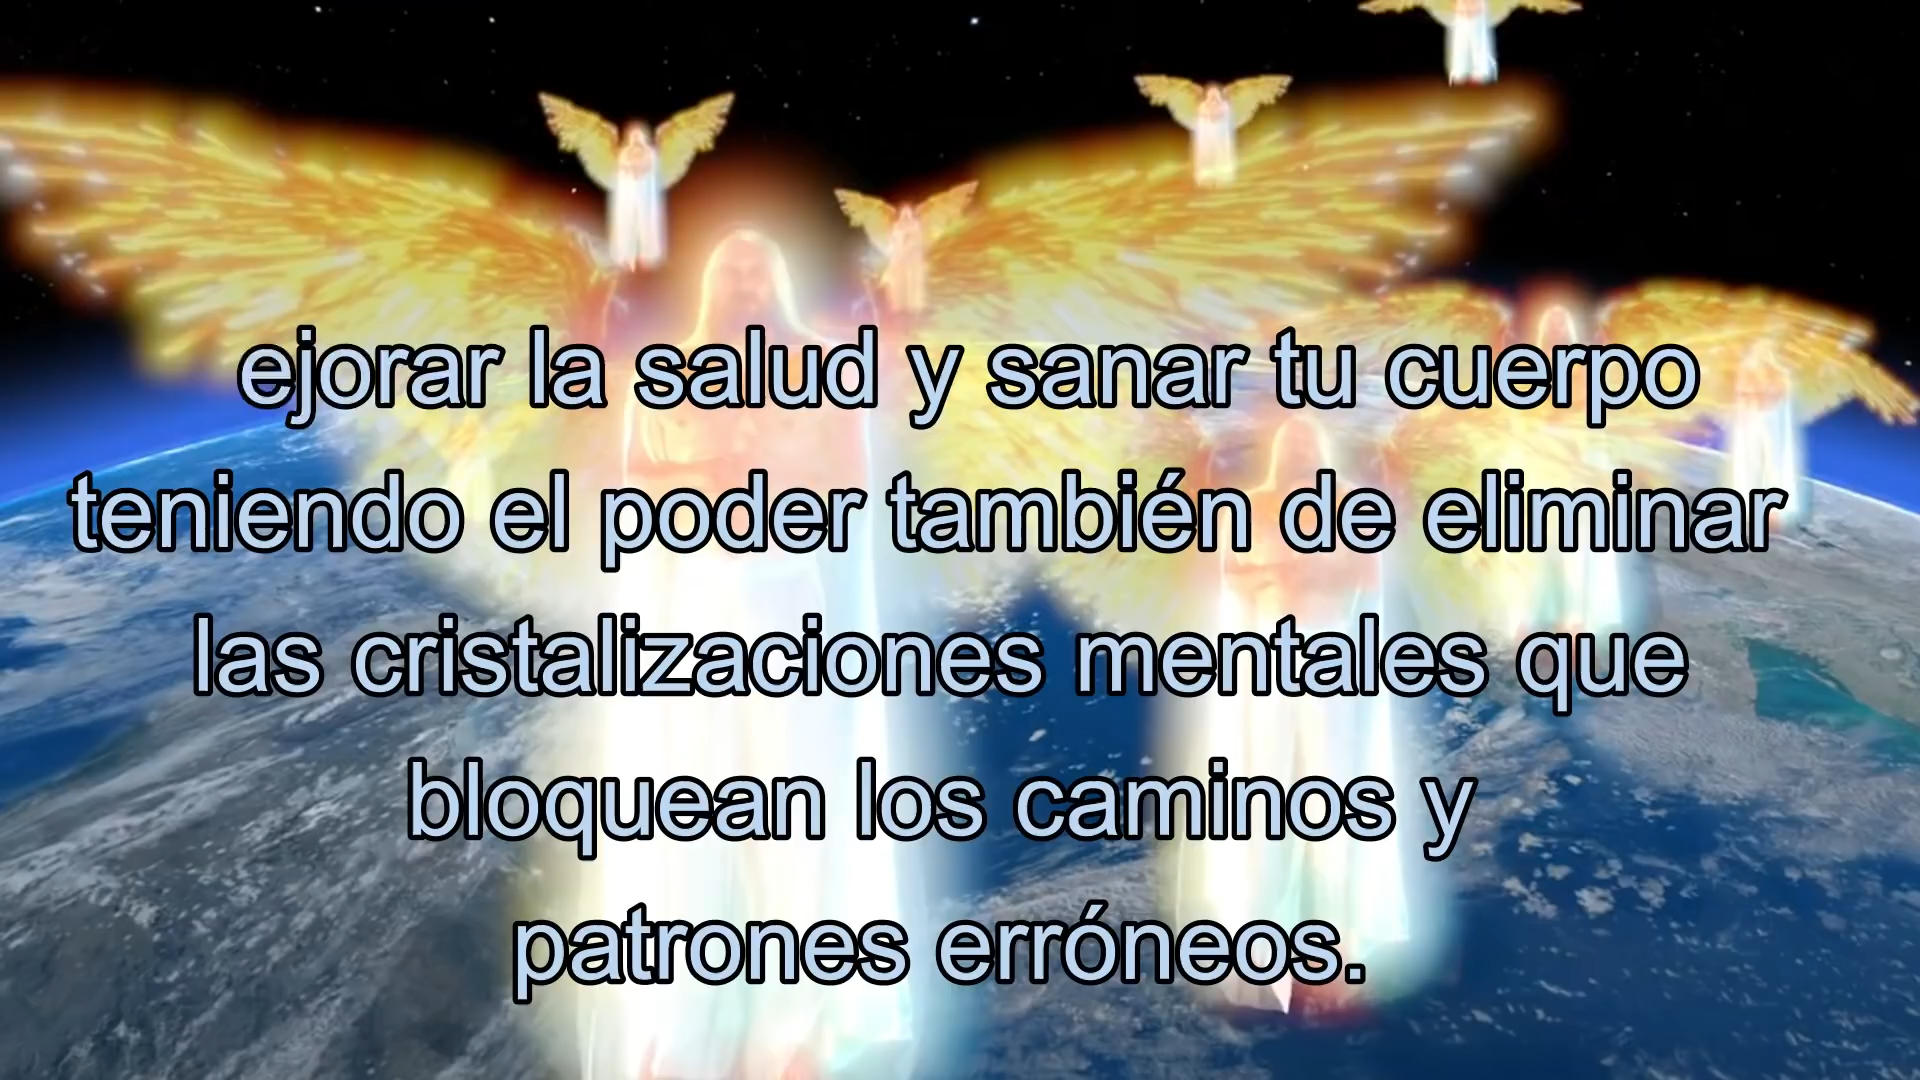 ejorar la salud y sanar tu cuerpo
teniendo el poder también de eliminar
las cristalizaciones mentales que
bloquean los caminos y
patrones erróneos.